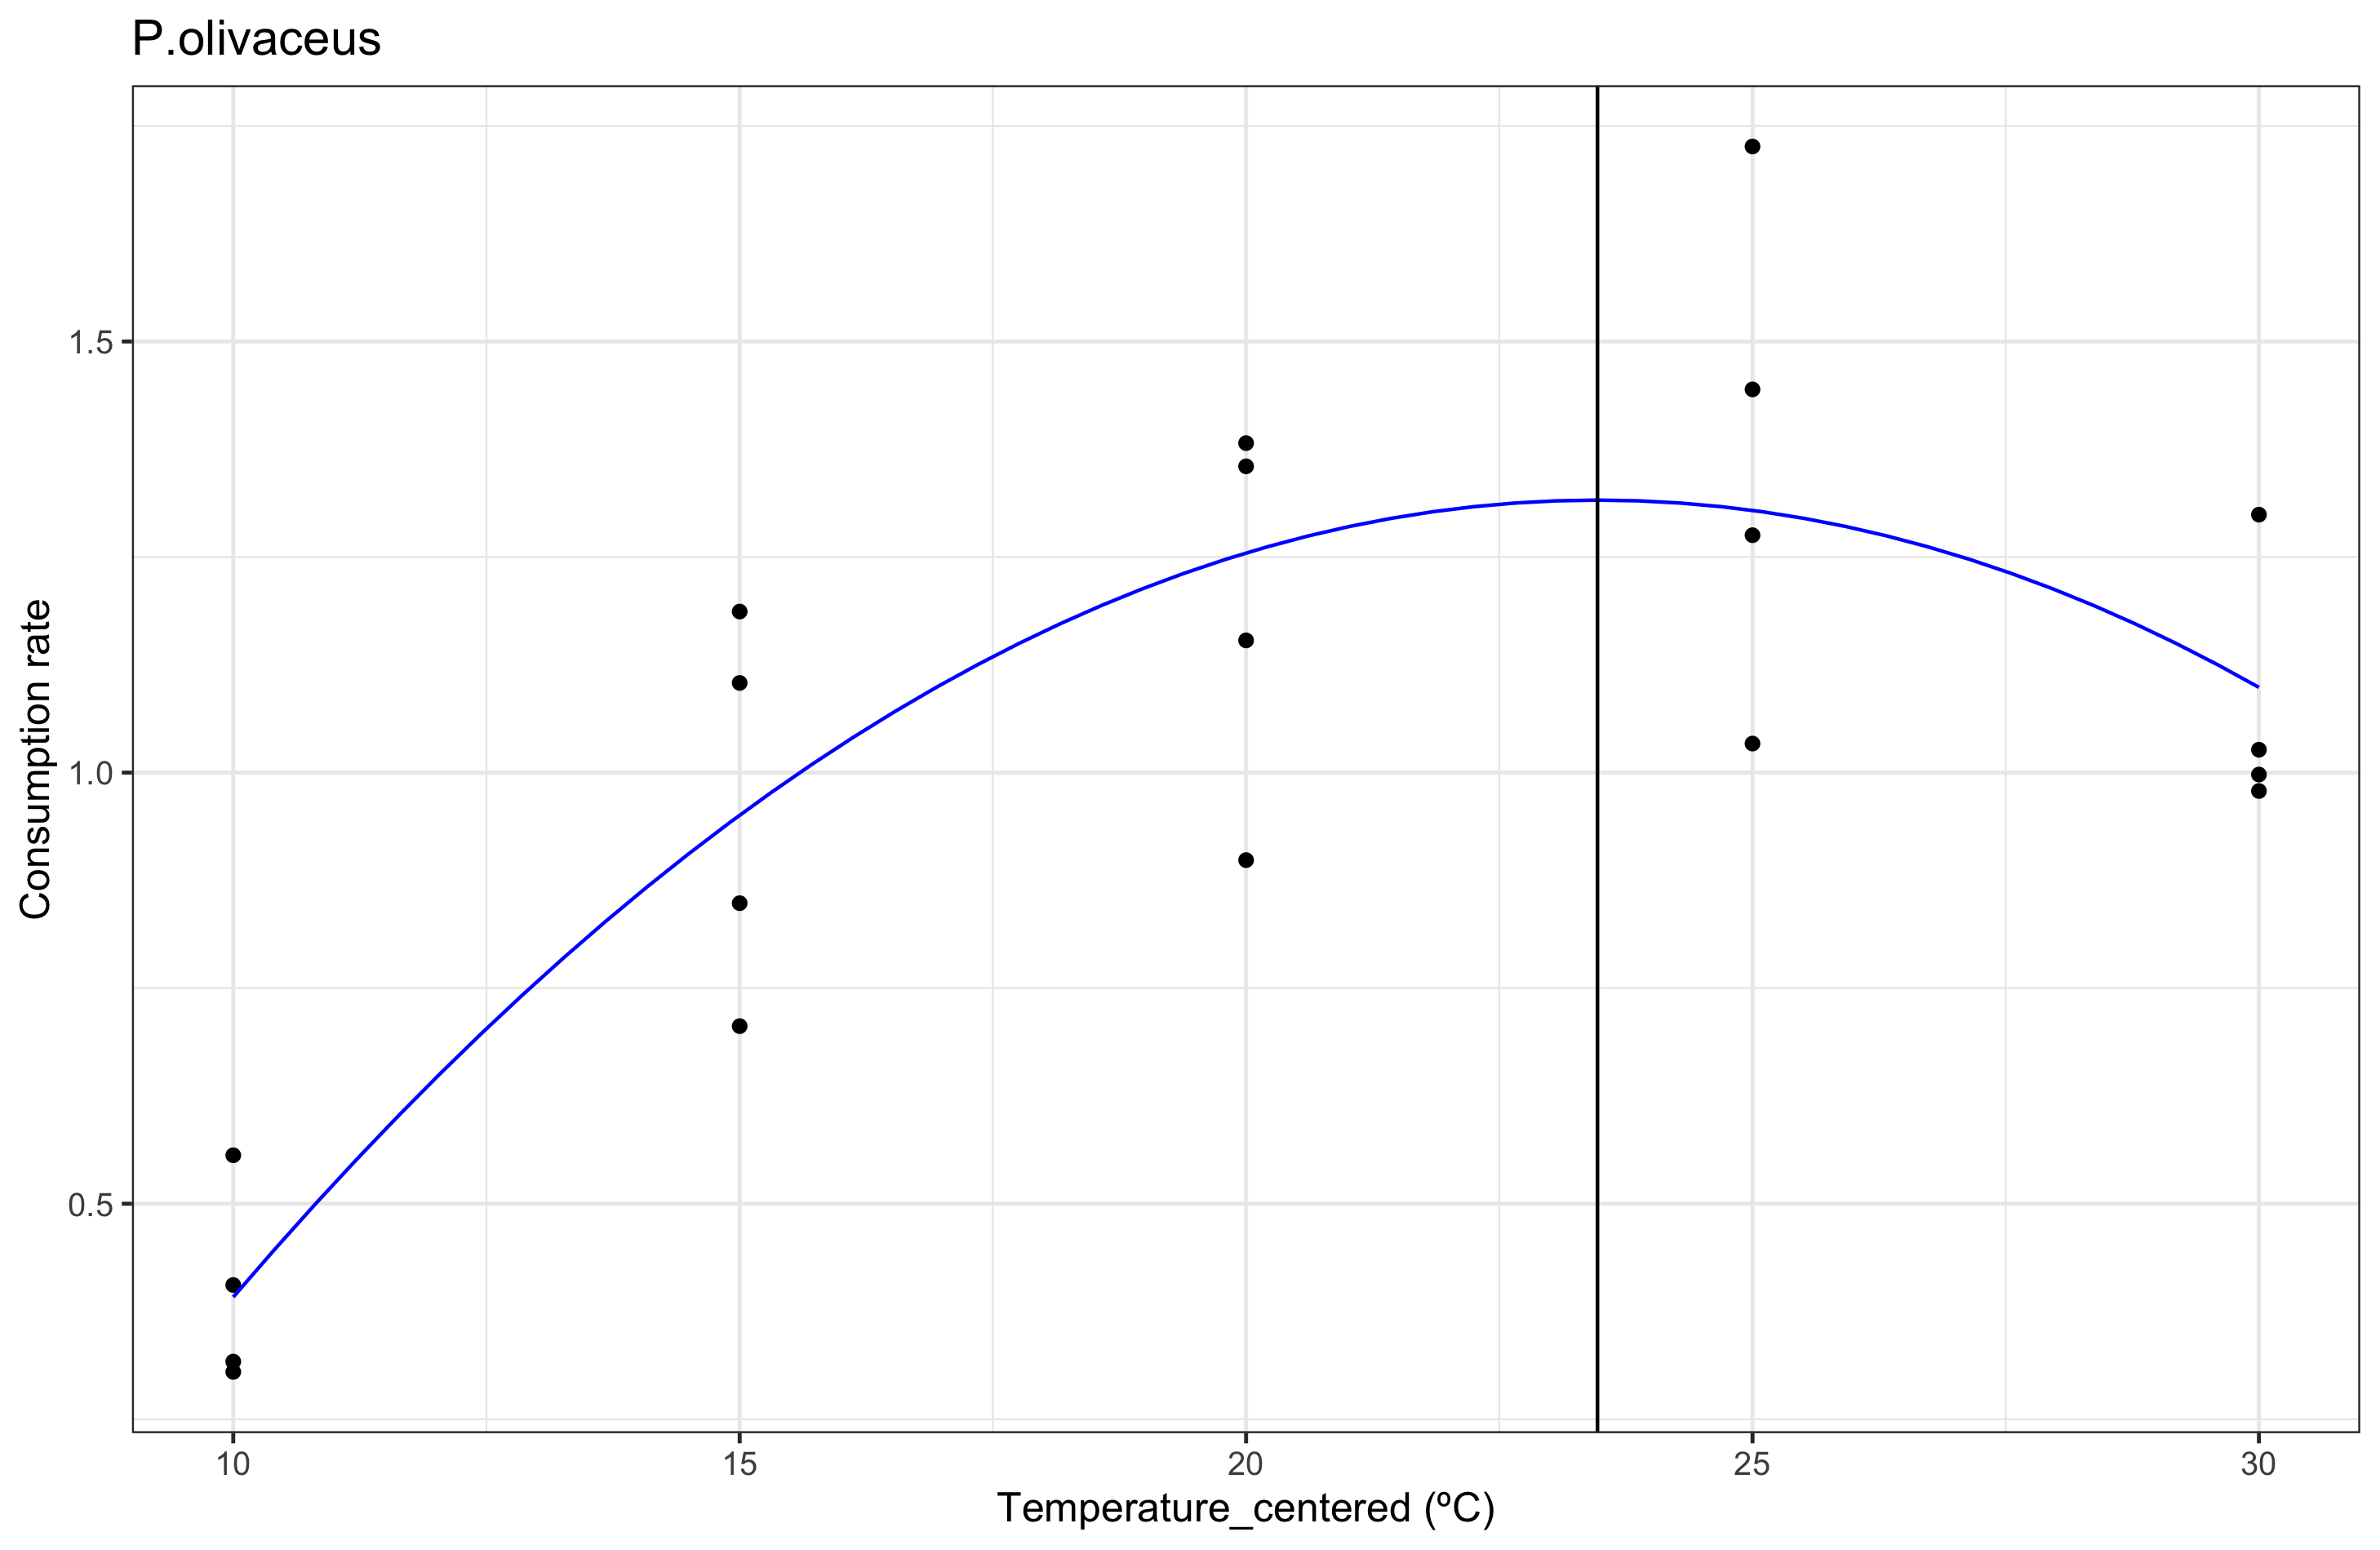 P.olivaceus
Consumption rate
1.5
1.0
0.5
10 15 20 25 30
Temperature_centered (ºC)